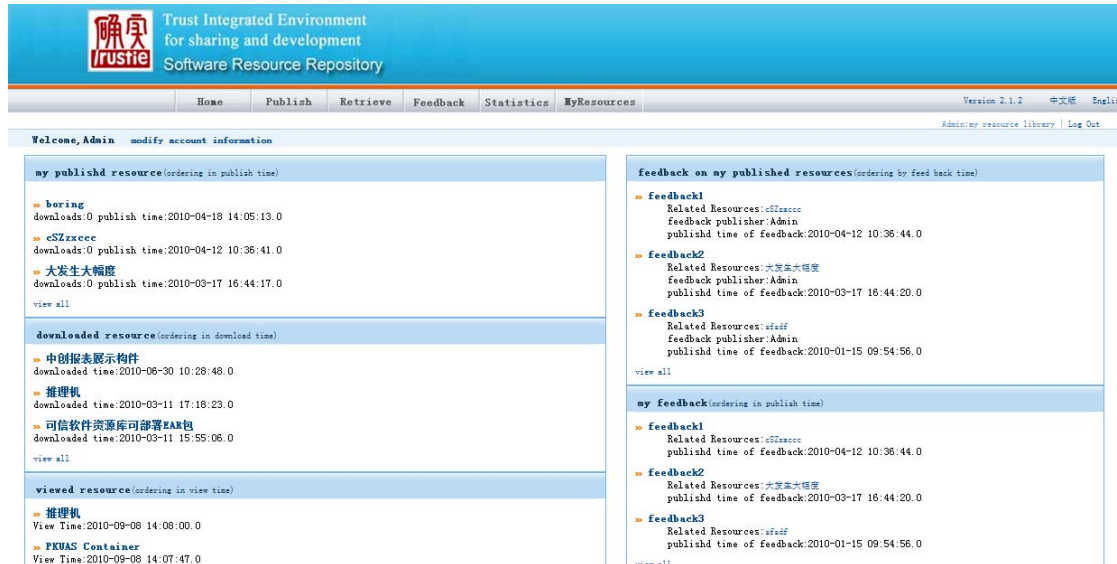 确实
Trustie
Trust Integrated Environment
for sharing and development
Software Resource Repository
Home Publish Retrieve Feedback Statistics MyResources Version 2.1.2 中文版 Englis
Admin:my resource library | Log Out
Welcome,Admin modify account information
my publishd resource(ordering in publish time)
» boring
downloads:0 publish time:2010-04-18 14:05:13.0
» cSZzxccc
downloads:0 publish time:2010-04-12 10:36:41.0
» 大发生大幅度
downloads:0 publish time:2010-03-17 16:44:17.0
view all
downloaded resource(ordering in download time)
» 中创报表展示构件
downloaded time:2010-06-30 10:28:48.0
» 推理机
downloaded time:2010-03-11 17:18:23.0
» 可信软件资源库可部署EAR包
downloaded time:2010-03-11 15:55:06.0
view all
viewed resource(ordering in view time)
» 推理机
View Time:2010-09-08 14:08:00.0
» PKUAS Container
View Time:2010-09-08 14:07:47.0
feedback on my published resources(ordering by feed back time)
» feedback1
Related Resources:cSZzxccc
feedback publisher:Admin
publishd time of feedback:2010-04-12 10:36:44.0
» feedback2
Related Resources:大发生大幅度
feedback publisher:Admin
publishd time of feedback:2010-03-17 16:44:20.0
» feedback3
Related Resources:sfsdf
feedback publisher:Admin
publishd time of feedback:2010-01-15 09:54:56.0
view all
my feedback(ordering in publish time)
» feedback1
Related Resources:cSZzxccc
publishd time of feedback:2010-04-12 10:36:44.0
» feedback2
Related Resources:大发生大幅度
publishd time of feedback:2010-03-17 16:44:20.0
» feedback3
Related Resources:sfsdf
publishd time of feedback:2010-01-15 09:54:56.0
view all